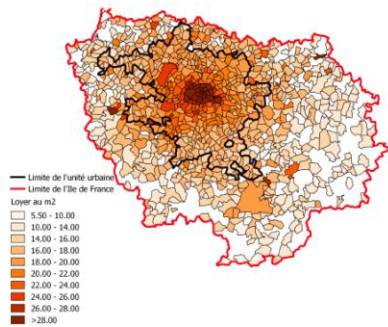 Limite de l'unité urbaine
Limite de l'Ile de France
Loyer au m2
5.50 - 10.00
10.00 - 14.00
14.00 - 16.00
16.00 - 18.00
18.00 - 20.00
20.00 - 22.00
22.00 - 24.00
24.00 - 26.00
26.00 - 28.00
>28.00